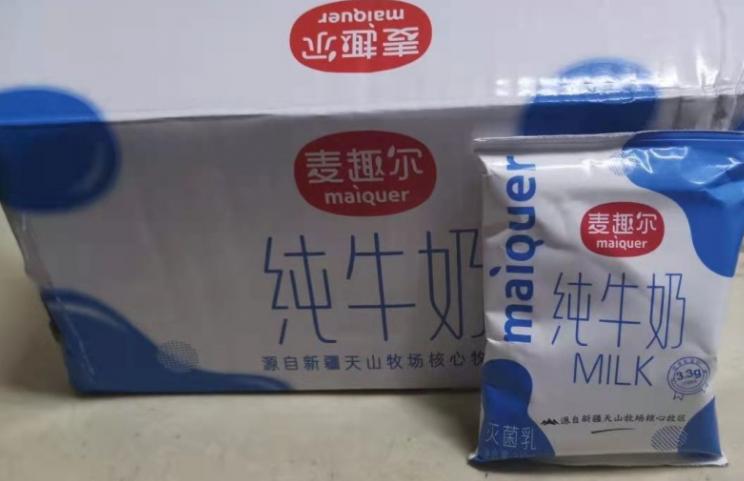 maiquer
麦趣尔
麦趣尔
maiquer
纯牛奶
源自新疆天山牧场核心牧
maiquer
麦趣尔
maiquer
纯牛奶
MILK
3.3g
源自新疆天山牧场核心牧区
灭菌乳